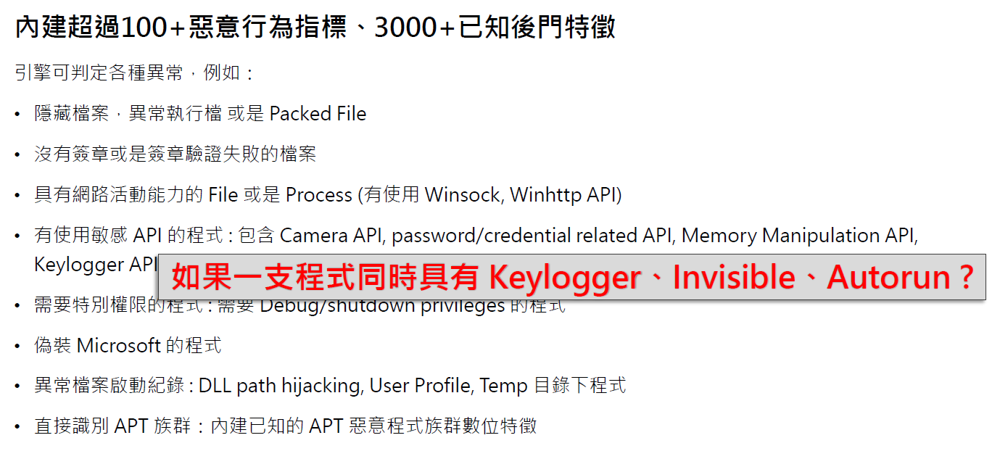 內建超過100+惡意行為指標、3000+已知後門特徵
引擎可判定各種異常，例如：
• 隱藏檔案，異常執行檔 或是 Packed File
• 沒有簽章或是簽章驗證失敗的檔案
• 具有網路活動能力的 File 或是 Process (有使用 Winsock, Winhttp API)
• 有使用敏感 API 的程式 : 包含 Camera API, password/credential related API, Memory Manipulation API,
Keylogger API
如果一支程式同時具有 Keylogger、Invisible、Autorun？
• 需要特別權限的程式 : 需要 Debug/shutdown privileges 的程式
• 偽裝 Microsoft 的程式
• 異常檔案啟動紀錄 : DLL path hijacking, User Profile, Temp 目錄下程式
• 直接識別 APT 族群：內建已知的 APT 惡意程式族群數位特徵